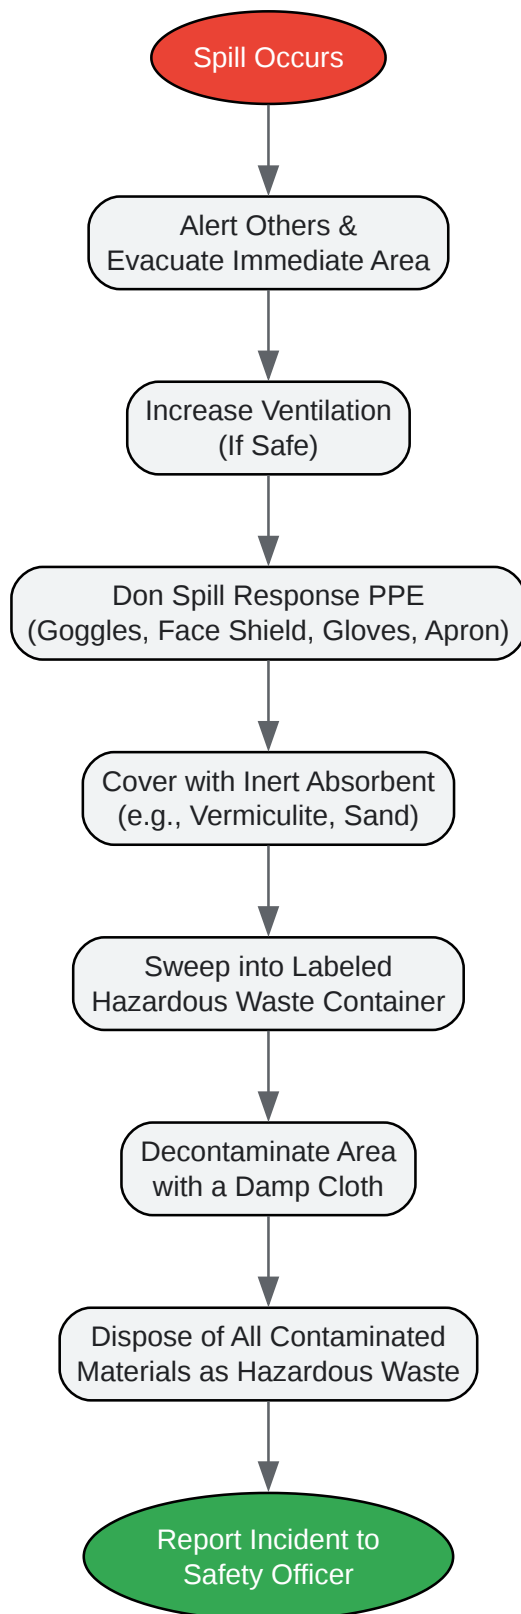 Spill Occurs
Alert Others &
Evacuate Immediate Area
Increase Ventilation
(If Safe)
Don Spill Response PPE
(Goggles, Face Shield, Gloves, Apron)
Cover with Inert Absorbent
(e.g., Vermiculite, Sand)
Sweep into Labeled
Hazardous Waste Container
Decontaminate Area
with a Damp Cloth
Dispose of All Contaminated
Materials as Hazardous Waste
Report Incident to
Safety Officer